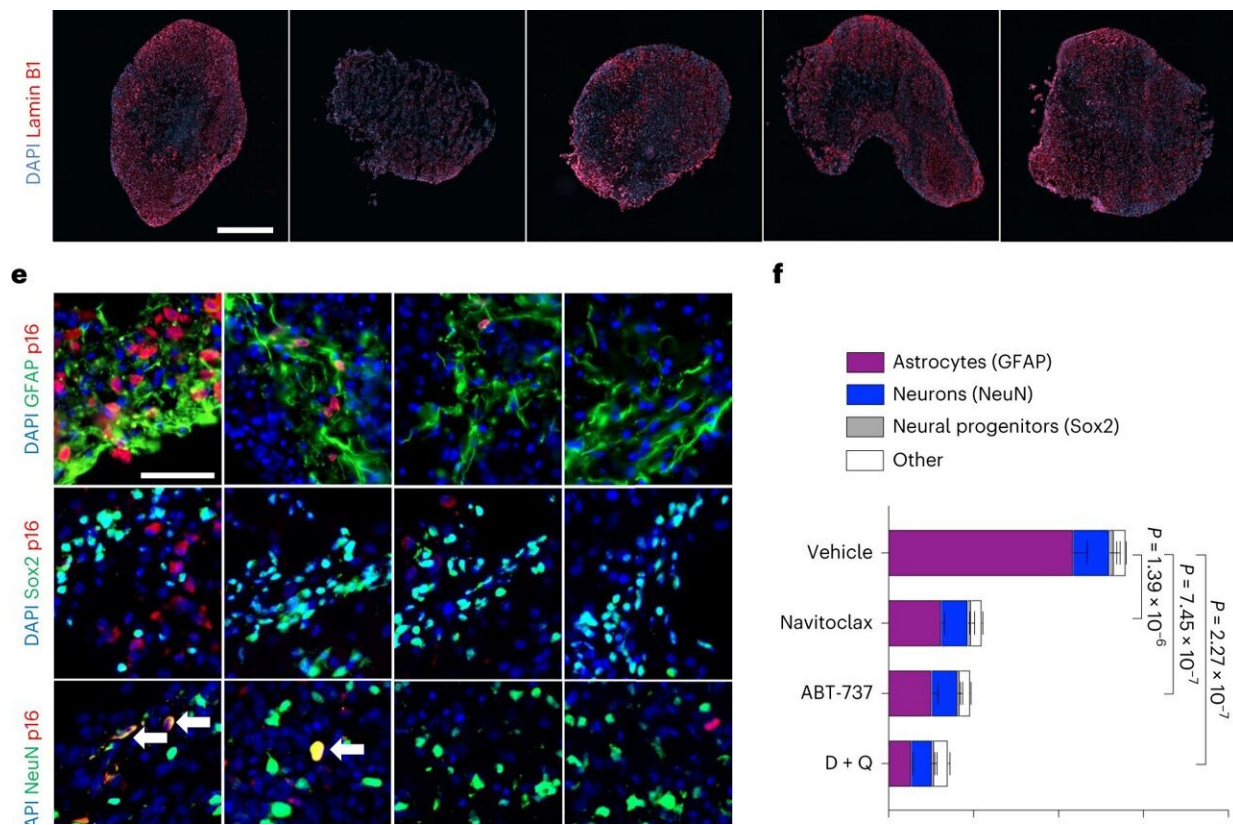 DAPI Lamin B1
e
DAPI GFAP p16
DAPI Sox2 p16
API NeuN p16
f
Astrocytes (GFAP)
Neurons (NeuN)
Neural progenitors (Sox2)
Other
Vehicle
Navitoclax
ABT-737
D + Q
P = 1.39 × 10⁻⁶
P = 7.45 × 10⁻⁷
P = 2.27 × 10⁻⁷